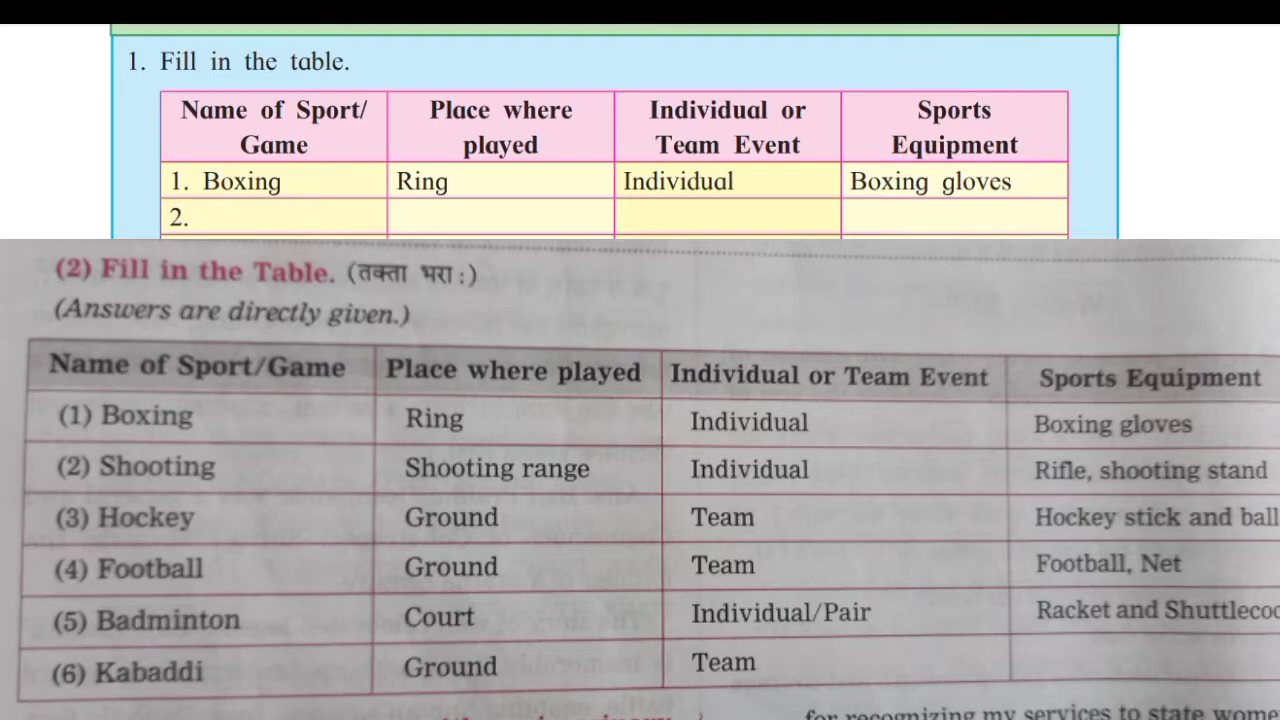 1. Fill in the table.
Name of Sport/ Game | Place where played | Individual or Team Event | Sports Equipment
1. Boxing | Ring | Individual | Boxing gloves
2.
(2) Fill in the Table. (तक्ता भरा :)
(Answers are directly given.)
Name of Sport/Game | Place where played | Individual or Team Event | Sports Equipment
(1) Boxing | Ring | Individual | Boxing gloves
(2) Shooting | Shooting range | Individual | Rifle, shooting stand
(3) Hockey | Ground | Team | Hockey stick and ball
(4) Football | Ground | Team | Football, Net
(5) Badminton | Court | Individual/Pair | Racket and Shuttlecoc
(6) Kabaddi | Ground | Team
for recognizing my services to state wome